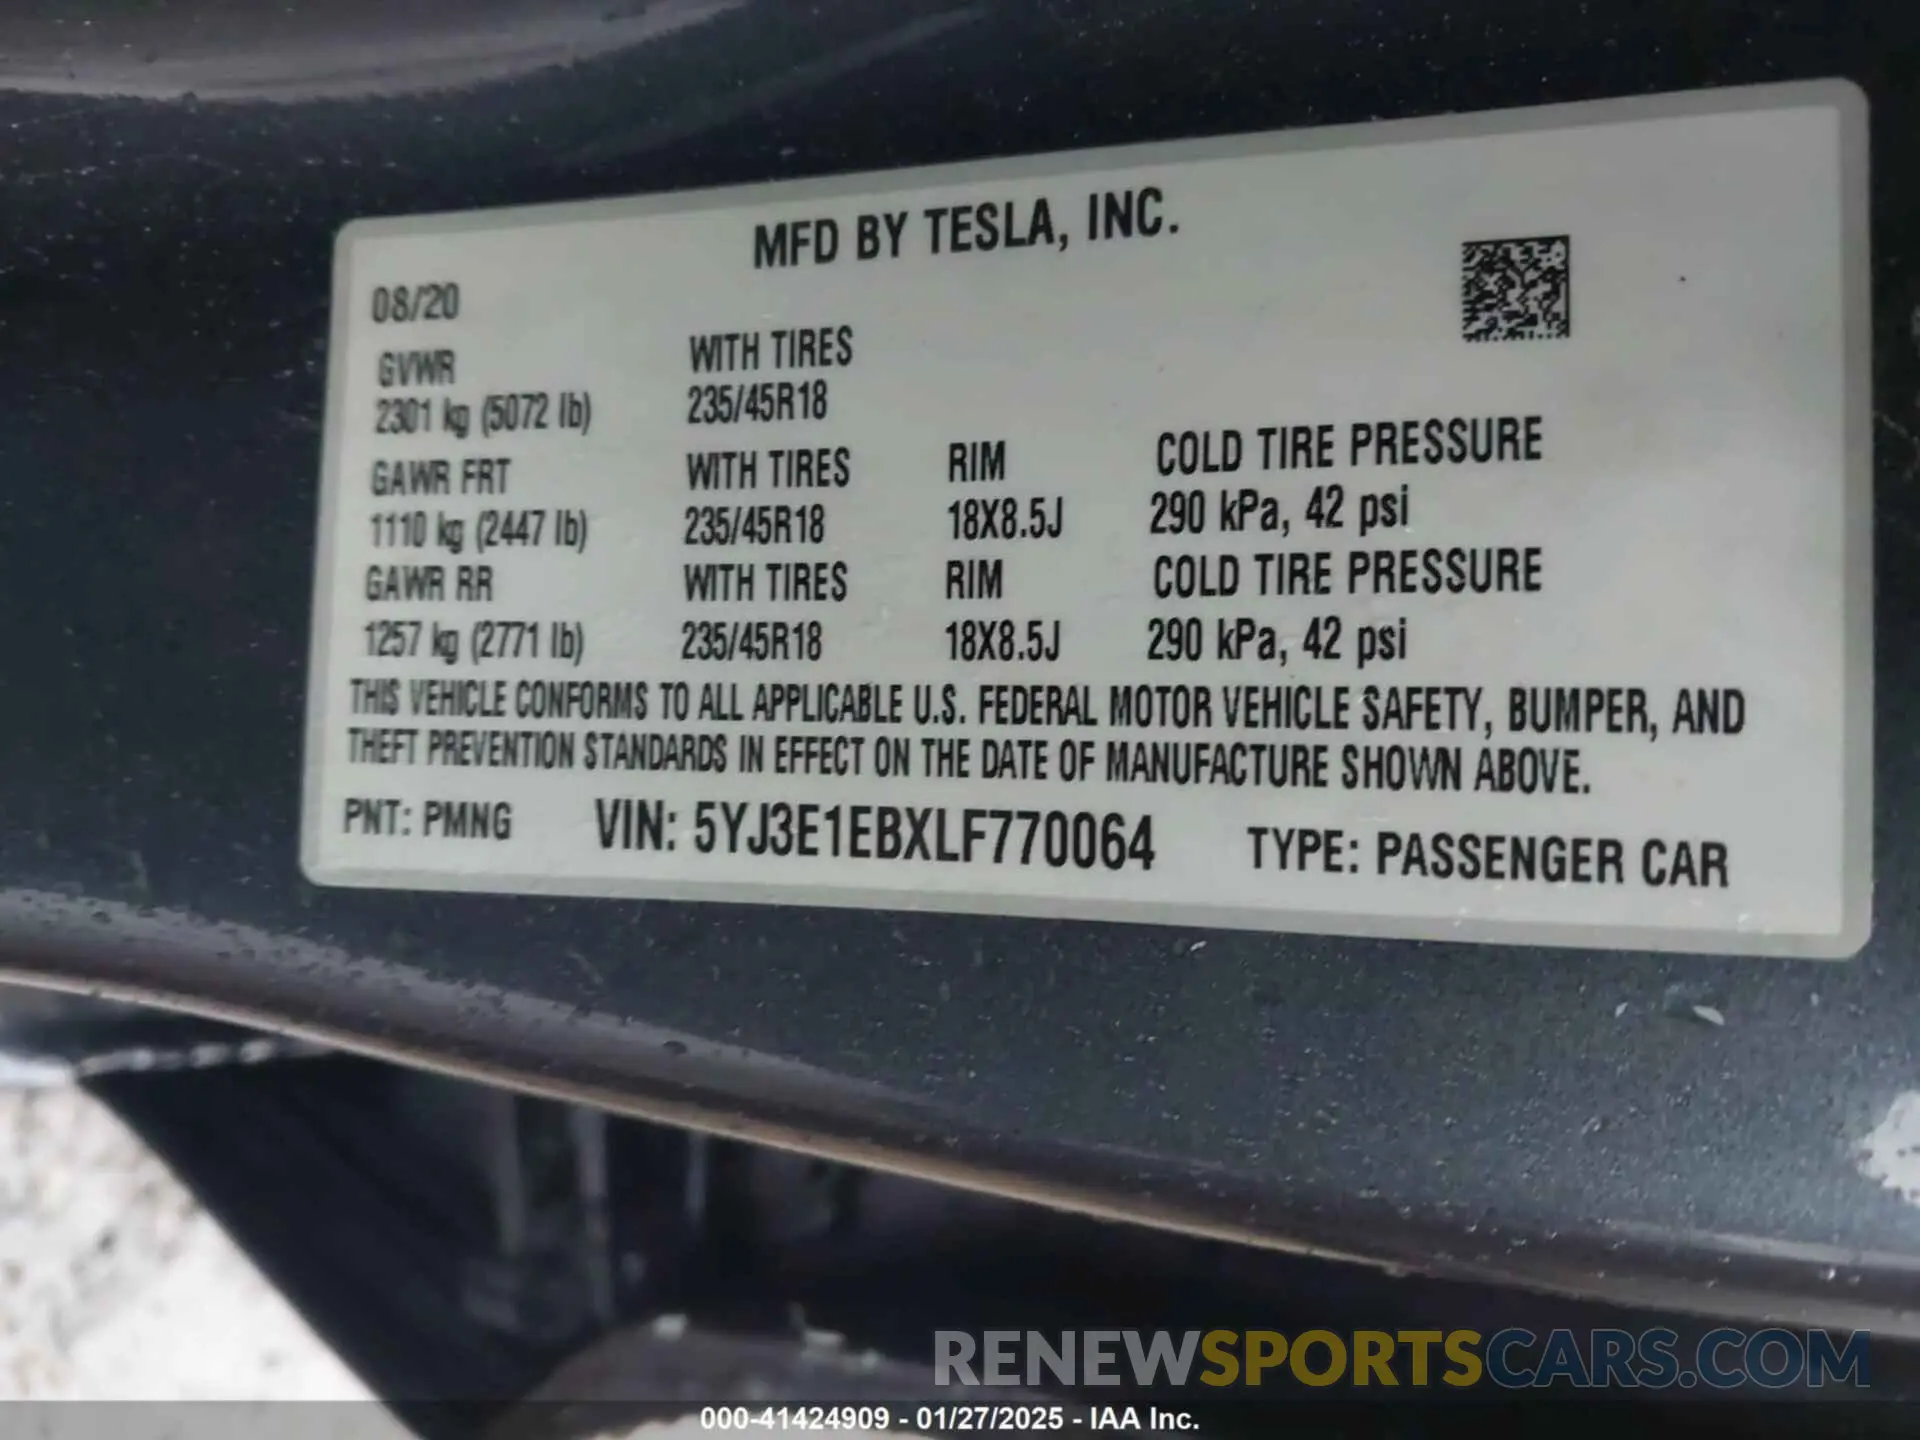 MFD BY TESLA, INC.
08/20
GVWR WITH TIRES
2301 kg (5072 lb) 235/45R18
GAWR FRT WITH TIRES RIM COLD TIRE PRESSURE
1110 kg (2447 lb) 235/45R18 18X8.5J 290 kPa, 42 psi
GAWR RR WITH TIRES RIM COLD TIRE PRESSURE
1257 kg (2771 lb) 235/45R18 18X8.5J 290 kPa, 42 psi
THIS VEHICLE CONFORMS TO ALL APPLICABLE U.S. FEDERAL MOTOR VEHICLE SAFETY, BUMPER, AND
THEFT PREVENTION STANDARDS IN EFFECT ON THE DATE OF MANUFACTURE SHOWN ABOVE.
PNT: PMNG VIN: 5YJ3E1EBXLF770064 TYPE: PASSENGER CAR
RENEWSPORTSCARS.COM
000-41424909 - 01/27/2025 - IAA Inc.